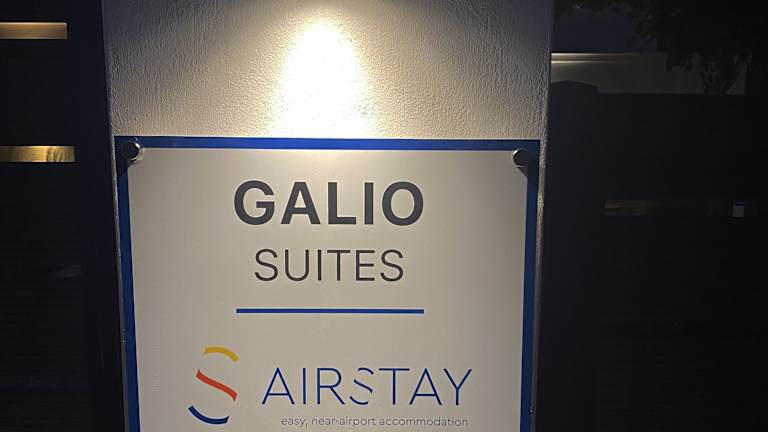 GALIO
SUITES
AIRSTAY
easy, near-airport accommodation